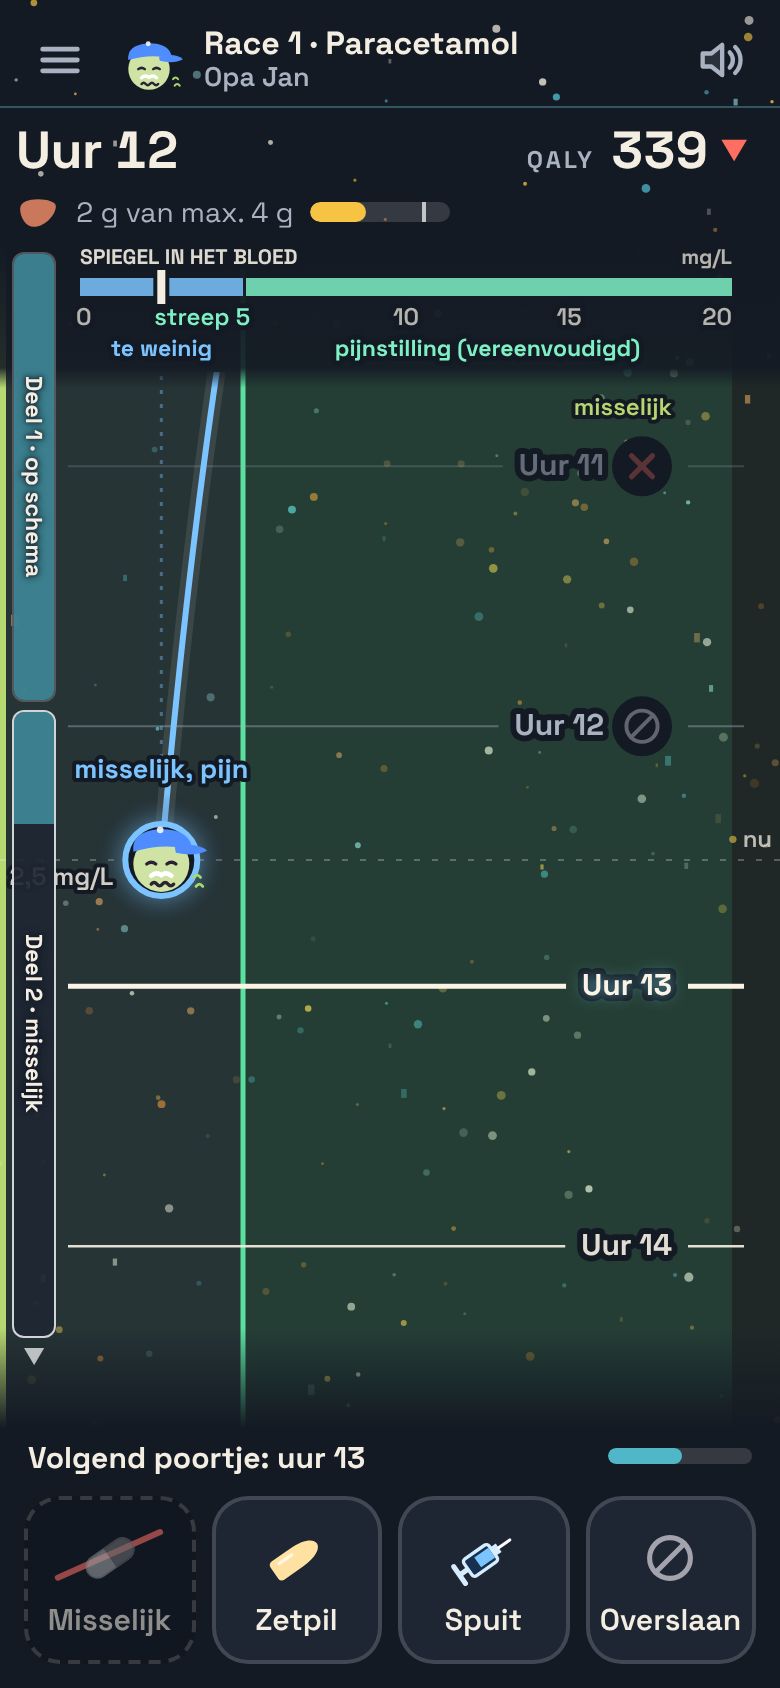 Race 1 · Paracetamol
Opa Jan
Uur 12
QALY 339
2 g van max. 4 g
SPIEGEL IN HET BLOED mg/L
0 streep 5 10 15 20
te weinig pijnstilling (vereenvoudigd)
misselijk
Uur 11
Deel 1 · op schema
Uur 12
misselijk, pijn
nu
2,5 mg/L
Uur 13
Deel 2 · misselijk
Uur 14
Volgend poortje: uur 13
Misselijk Zetpil Spuit Overslaan